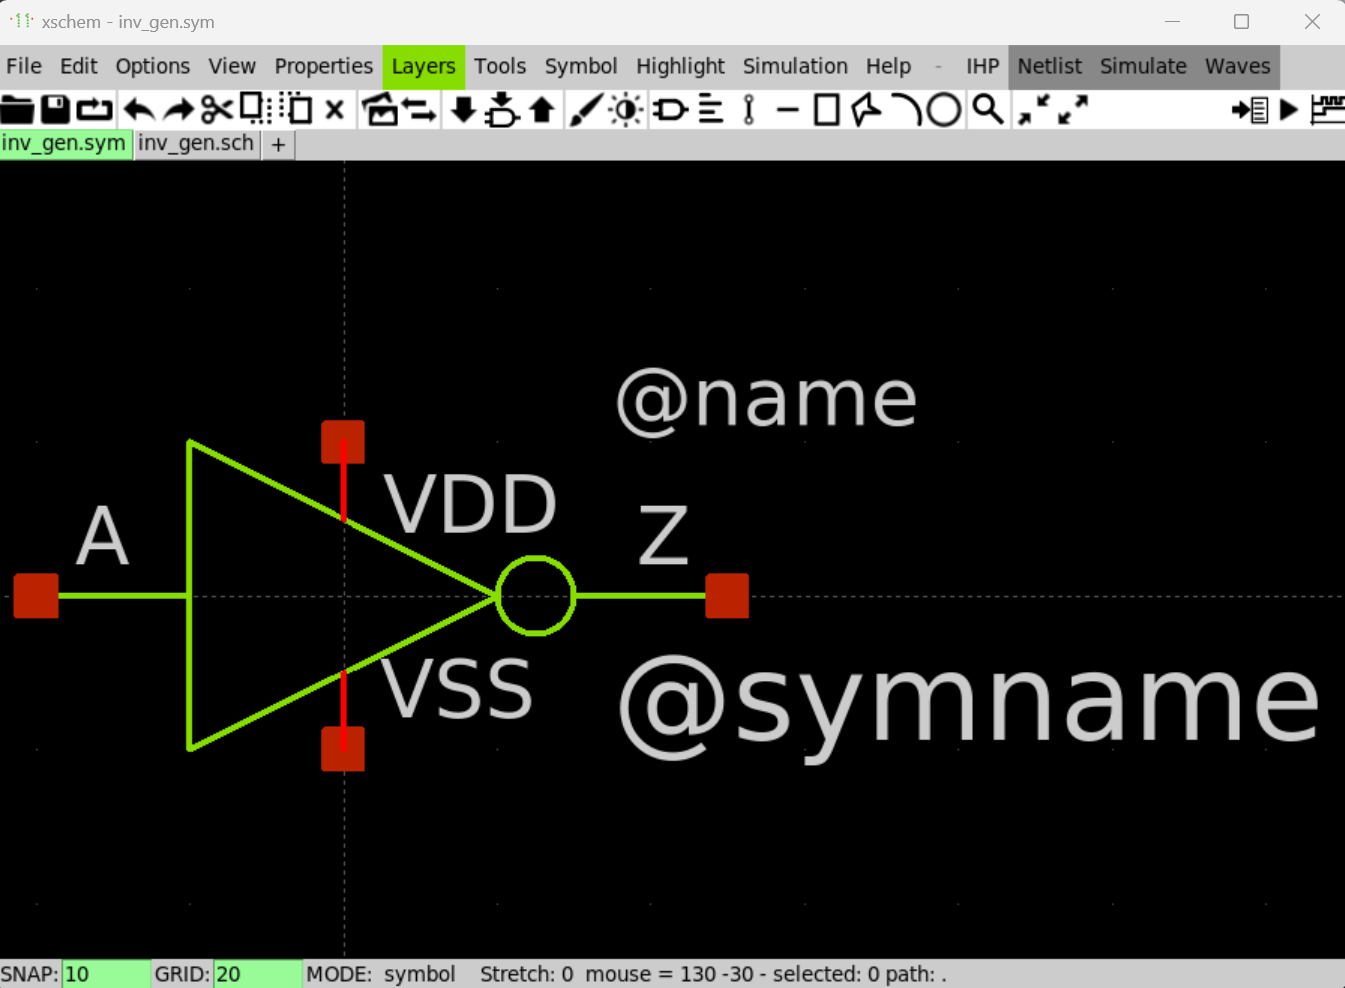 xschem - inv_gen.sym
File Edit Options View Properties Layers Tools Symbol Highlight Simulation Help - IHP Netlist Simulate Waves
inv_gen.sym inv_gen.sch +
@name
VDD
A
Z
VSS
@symname
SNAP: 10 GRID: 20 MODE: symbol Stretch: 0 mouse = 130 -30 - selected: 0 path: .